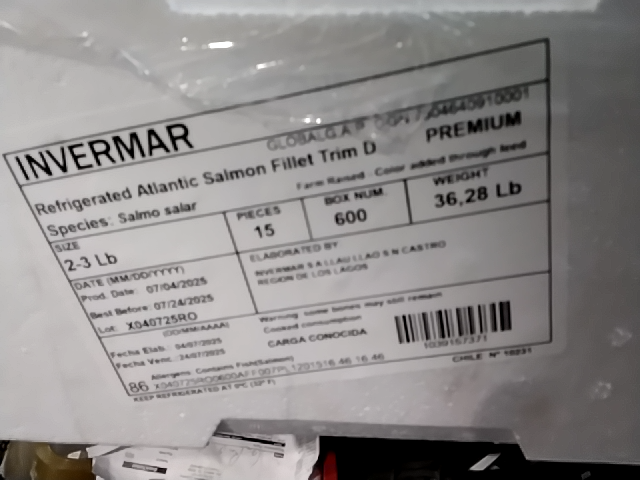 INVERMAR
GLOBALG.A.P.
Refrigerated Atlantic Salmon Fillet Trim D
PREMIUM
Species: Salmo salar
Farm Raised - Color added through feed
SIZE
2-3 Lb
PIECES
15
BOX NUM.
600
WEIGHT
36,28 Lb
DATE (MM/DD/YYYY)
Prod. Date: 07/04/2025
Best Before: 07/24/2025
Lot: X040725RO
ELABORATED BY
INVERMAR S A LLAU LLAO S N CASTRO
REGION DE LOS LAGOS
(DD/MM/AAAA)
Fecha Elab.: 04/07/2025
Fecha Venc.: 24/07/2025
Warning: some bones may still remain
Cooked consumption
CARGA CONOCIDA
1039157371
Allergens: Contains Fish(Salmon)
86
CHILE N° 10231
KEEP REFRIGERATED AT